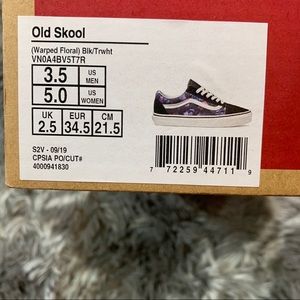 Old Skool
(Warped Floral) Blk/Trwht
VN0A4BV5T7R
3.5 US MEN
5.0 US WOMEN
UK EUR CM
2.5 34.5 21.5
S2V - 09/19
CPSIA PO/CUT#
4000941830
7 72259 44711 9